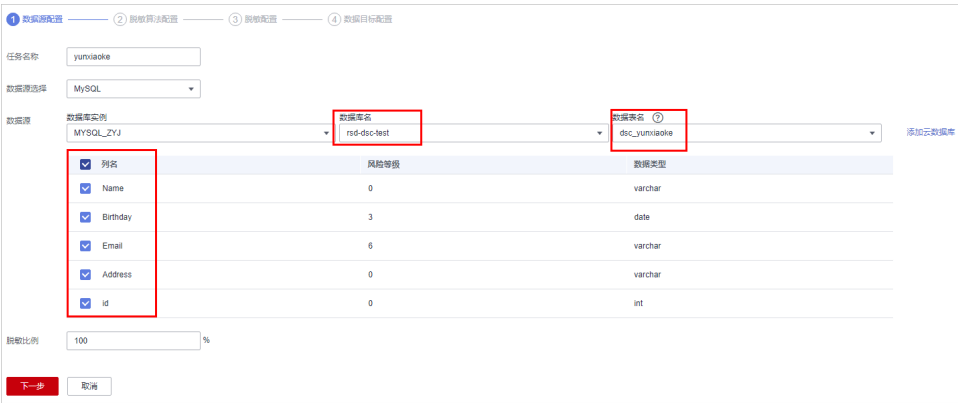 1 数据源配置 2 脱敏算法配置 3 脱敏配置 4 数据目标配置
任务名称 yunxiaoke
数据源选择 MySQL
数据源 数据库实例 数据库名 数据表名 ?
MYSQL_ZYJ rsd-dsc-test dsc_yunxiaoke 添加云数据库
列名 风险等级 数据类型
Name 0 varchar
Birthday 3 date
Email 6 varchar
Address 0 varchar
id 0 int
脱敏比例 100 %
下一步 取消